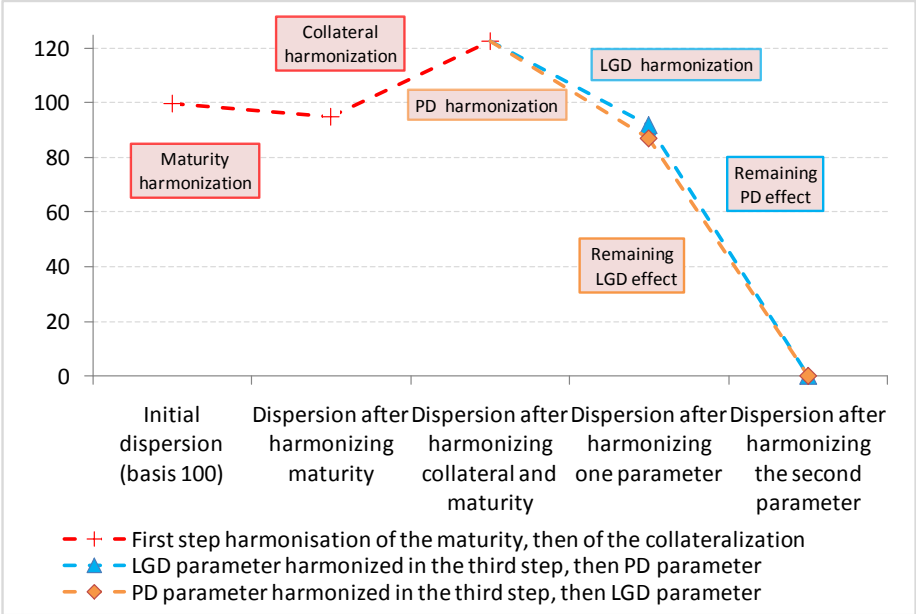 Collateral
harmonization
LGD harmonization
PD harmonization
Maturity
harmonization
Remaining
PD effect
Remaining
LGD effect
120
100
80
60
40
20
0
Initial
dispersion
(basis 100)
Dispersion after
harmonizing
maturity
Dispersion after
harmonizing
collateral and
maturity
Dispersion after
harmonizing
one parameter
Dispersion after
harmonizing
the second
parameter
First step harmonisation of the maturity, then of the collateralization
LGD parameter harmonized in the third step, then PD parameter
PD parameter harmonized in the third step, then LGD parameter